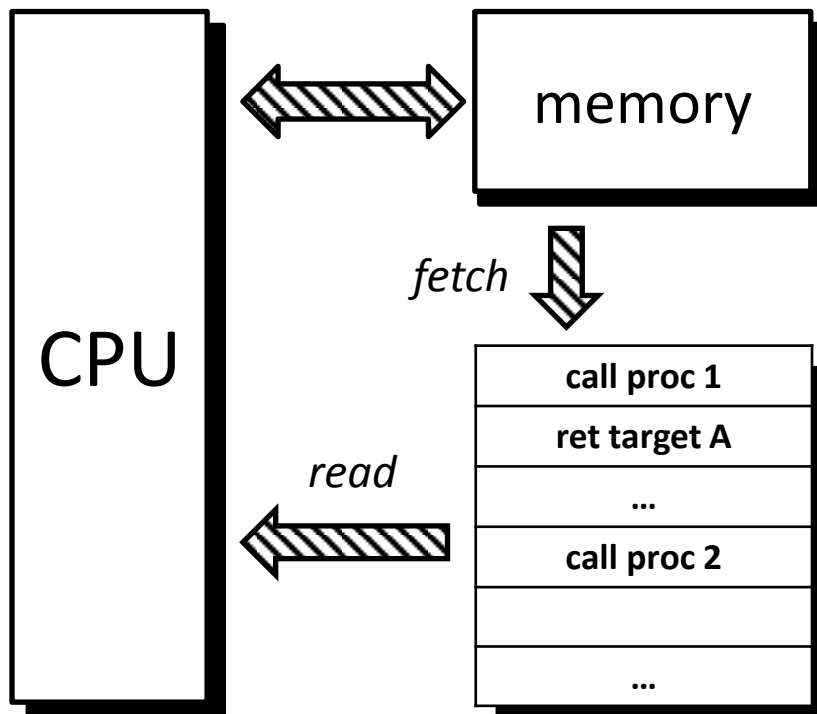 CPU
memory
fetch
read
call proc 1
ret target A
...
call proc 2
...